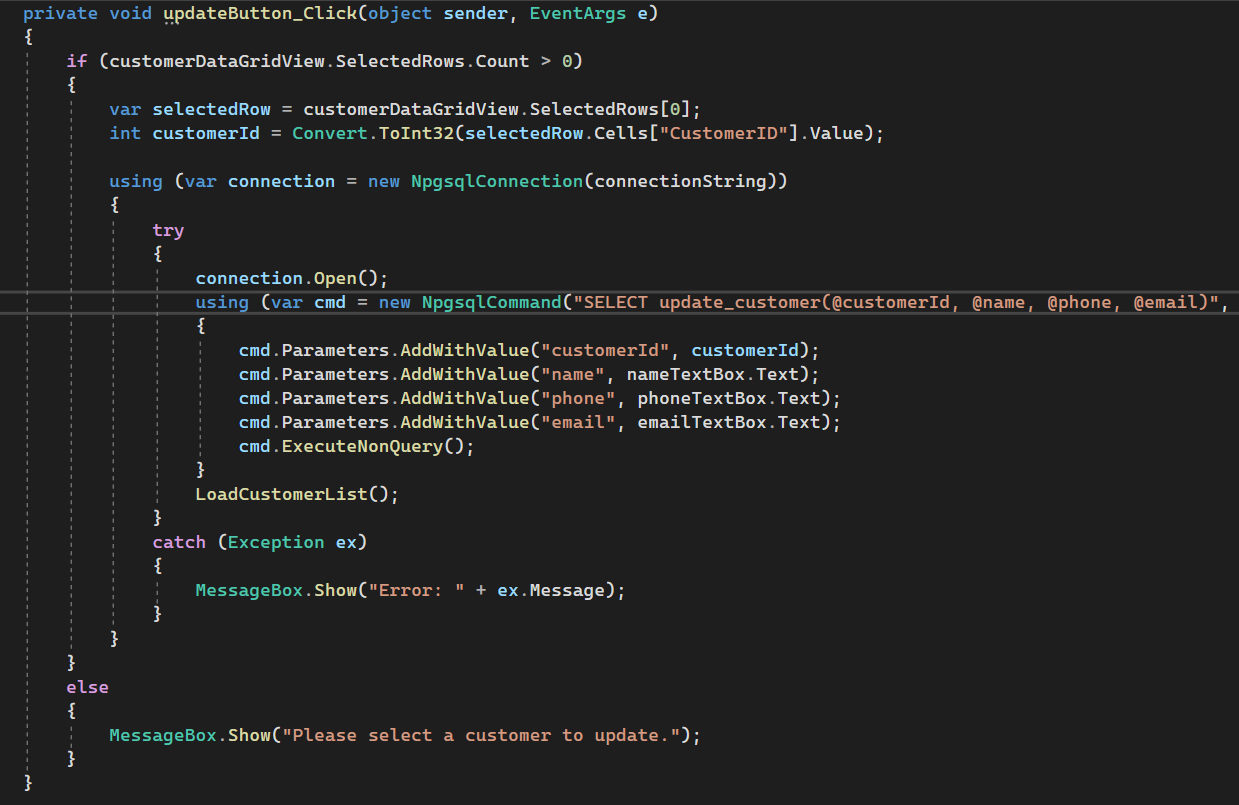 private void updateButton_Click(object sender, EventArgs e)
{
    if (customerDataGridView.SelectedRows.Count > 0)
    {
        var selectedRow = customerDataGridView.SelectedRows[0];
        int customerId = Convert.ToInt32(selectedRow.Cells["CustomerID"].Value);

        using (var connection = new NpgsqlConnection(connectionString))
        {
            try
            {
                connection.Open();
                using (var cmd = new NpgsqlCommand("SELECT update_customer(@customerId, @name, @phone, @email)",
                {
                    cmd.Parameters.AddWithValue("customerId", customerId);
                    cmd.Parameters.AddWithValue("name", nameTextBox.Text);
                    cmd.Parameters.AddWithValue("phone", phoneTextBox.Text);
                    cmd.Parameters.AddWithValue("email", emailTextBox.Text);
                    cmd.ExecuteNonQuery();
                }
                LoadCustomerList();
            }
            catch (Exception ex)
            {
                MessageBox.Show("Error: " + ex.Message);
            }
        }
    }
    else
    {
        MessageBox.Show("Please select a customer to update.");
    }
}